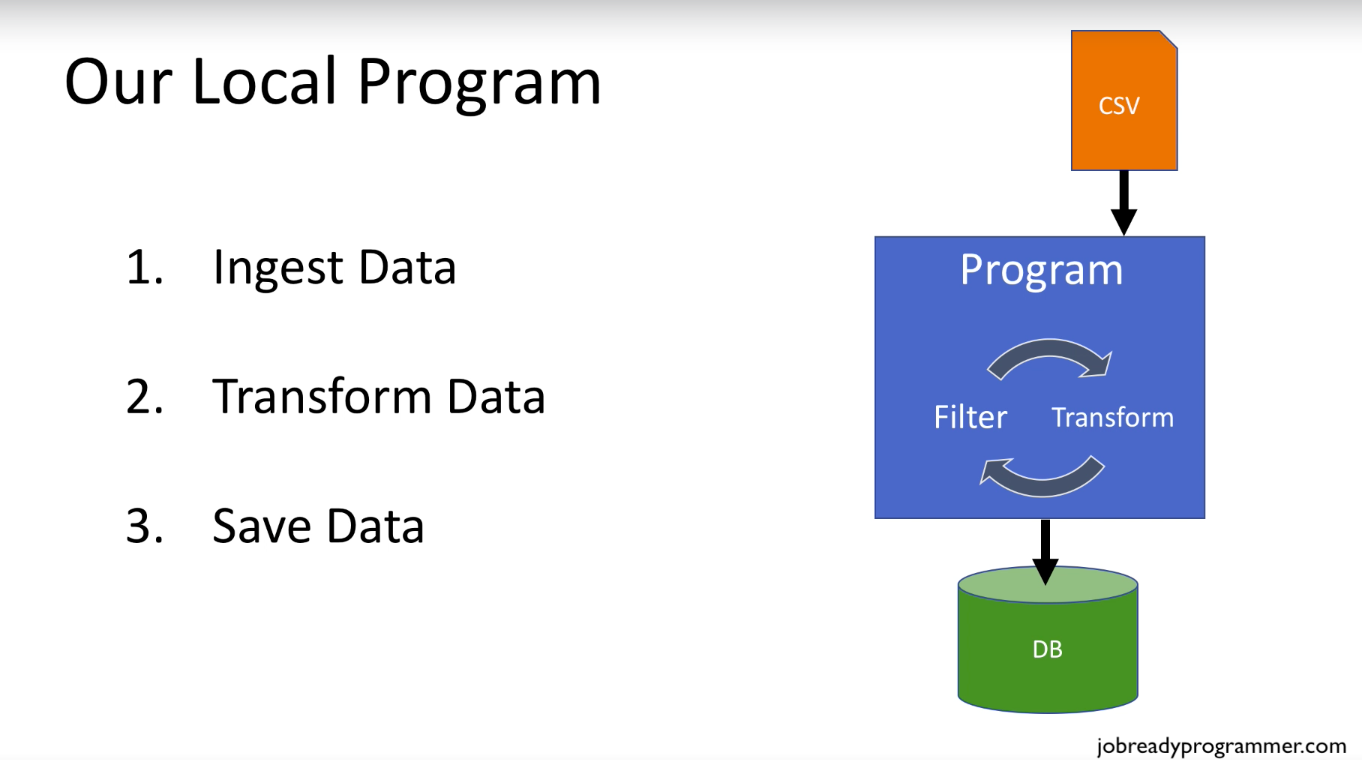 Our Local Program
1. Ingest Data
2. Transform Data
3. Save Data
CSV
Program
Filter Transform
DB
jobreadyprogrammer.com